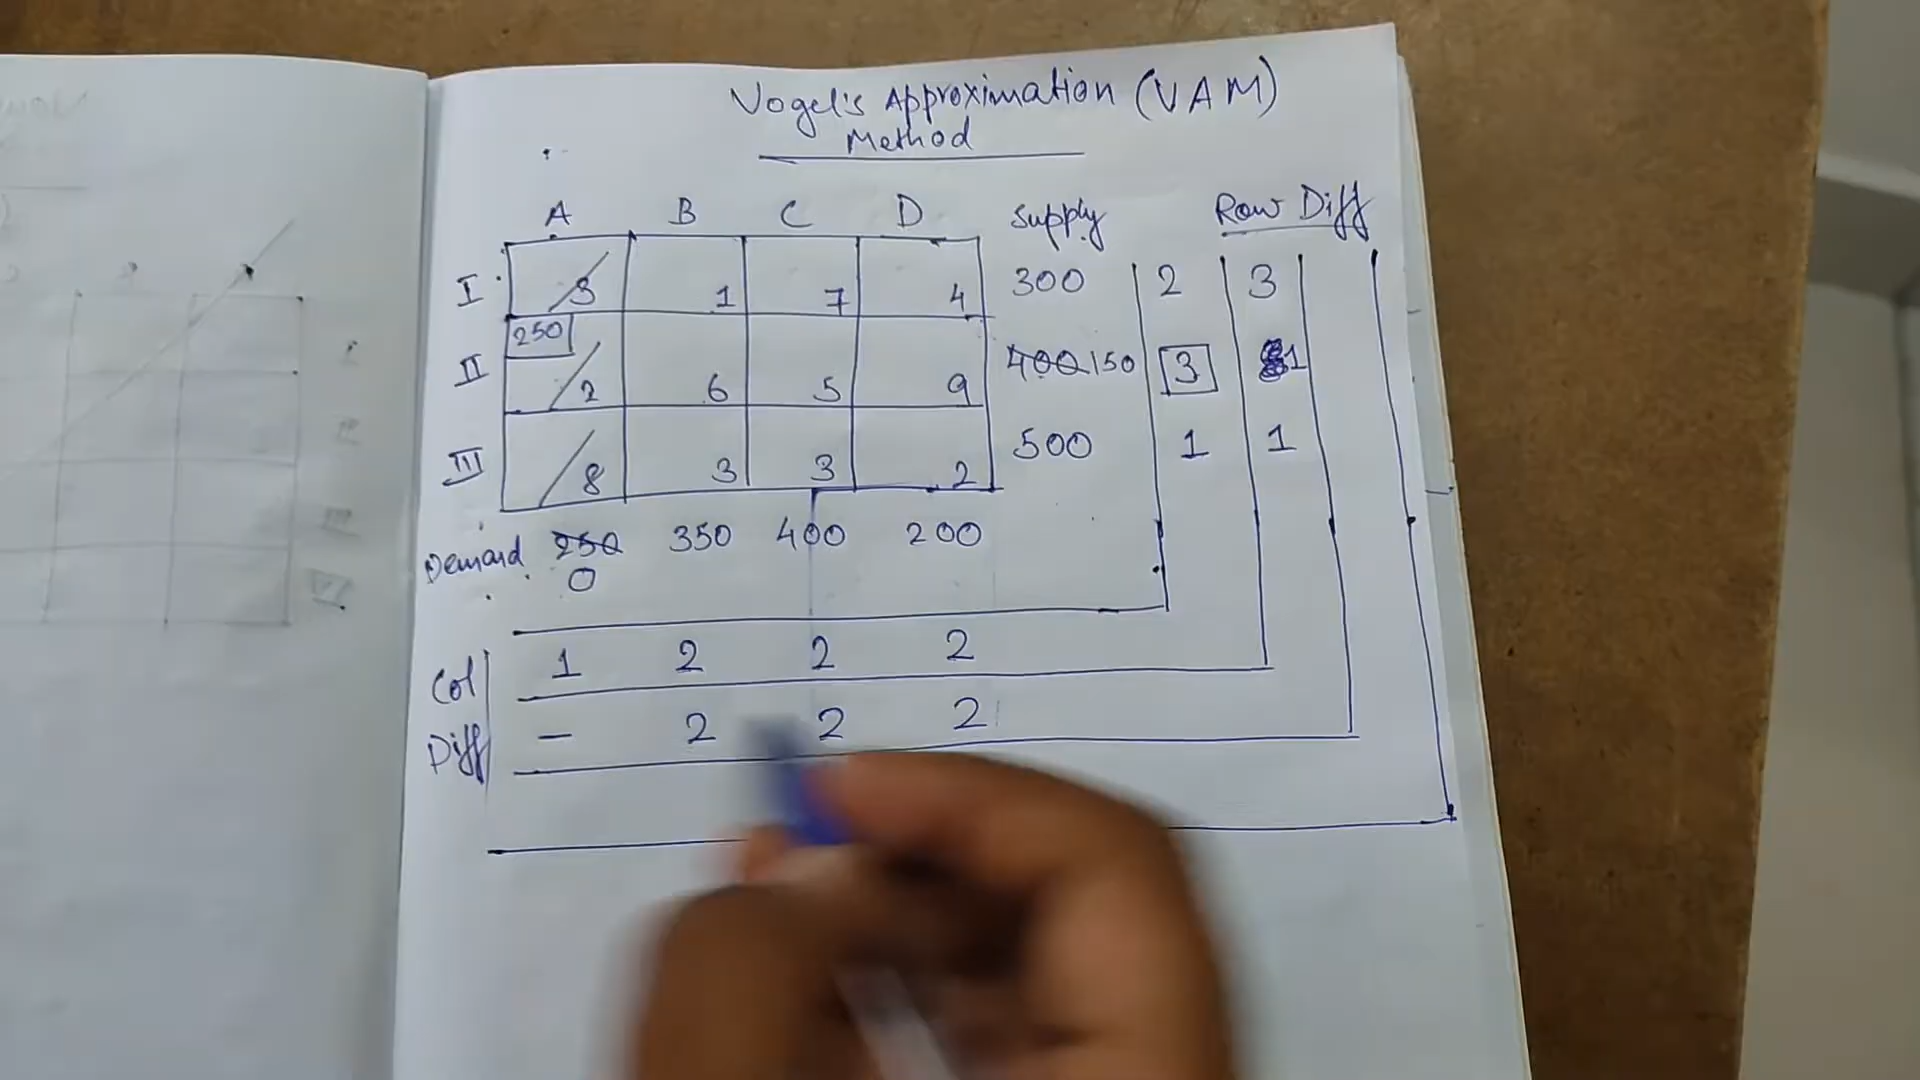 Vogel's Approximation (VAM)
Method
A B C D Supply Row Diff
I 3 1 7 4 300 2 3
250
II 2 6 5 9 400 150 3 1
III 8 3 3 2 500 1 1
Demand 250 350 400 200
0
Col 1 2 2 2
Diff — 2 2 2